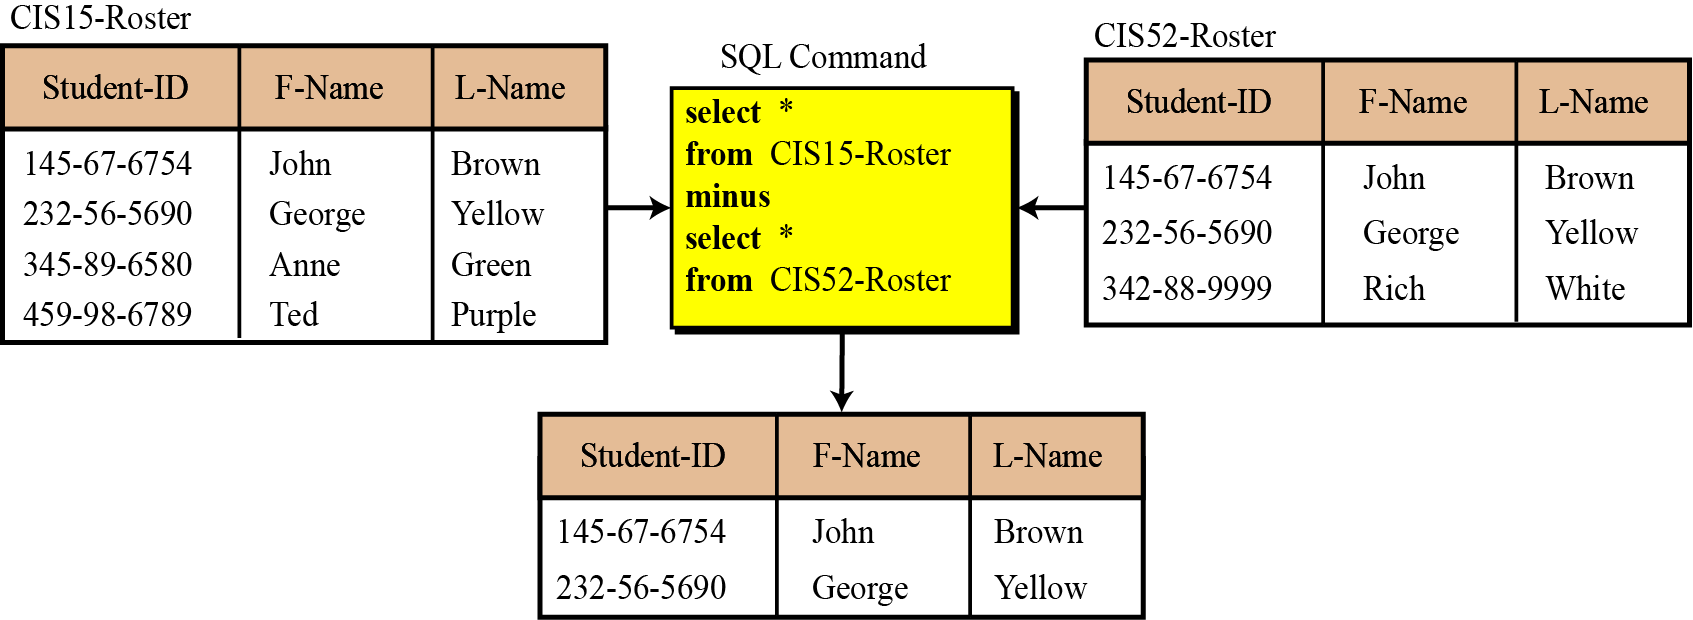 CIS15-Roster
Student-ID F-Name L-Name
145-67-6754 John Brown
232-56-5690 George Yellow
345-89-6580 Anne Green
459-98-6789 Ted Purple
SQL Command
select *
from CIS15-Roster
minus
select *
from CIS52-Roster
CIS52-Roster
Student-ID F-Name L-Name
145-67-6754 John Brown
232-56-5690 George Yellow
342-88-9999 Rich White
Student-ID F-Name L-Name
145-67-6754 John Brown
232-56-5690 George Yellow